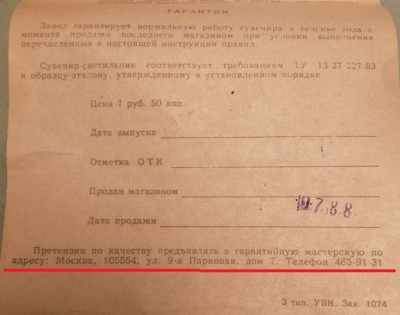 ГАРАНТИИ
Завод гарантирует нормальную работу сувенира в течение года с
момента продажи последнего магазином при условии выполнения
перечисленных в настоящей инструкции правил.
Сувенир-светильник соответствует требованиям ТУ 13 27 327 83
и образцу-эталону, утвержденному в установленном порядке.
Цена 7 руб. 50 коп.
Дата выпуска
Отметка ОТК
Продан магазином
Дата продажи
Претензии по качеству предъявлять в гарантийную мастерскую по
адресу: Москва, 105554, ул. 9-я Парковая, дом 7. Телефон 465-91-31
3 тип. УВИ. Зак 1074